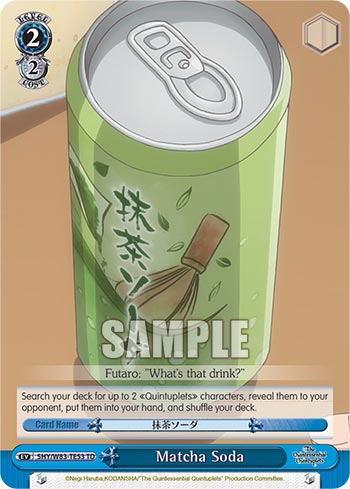 LEVEL
2
2
COST
抹茶ソーダ
SAMPLE
Futaro: "What's that drink?"
Search your deck for up to 2 «Quintuplets» characters, reveal them to your
opponent, put them into your hand, and shuffle your deck.
Card Name 抹茶ソーダ
EV 5HY/W83-TE53 TD Matcha Soda
The Quintessential Quintuplets
©Negi Haruba,KODANSHA/"The Quintessential Quintuplets" Production Committee.